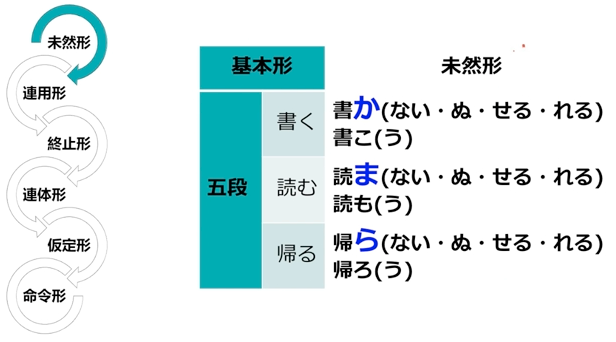 未然形
連用形
終止形
連体形
仮定形
命令形
基本形 未然形
五段
書く
書か(ない・ぬ・せる・れる)
書こ(う)
読む
読ま(ない・ぬ・せる・れる)
読も(う)
帰る
帰ら(ない・ぬ・せる・れる)
帰ろ(う)